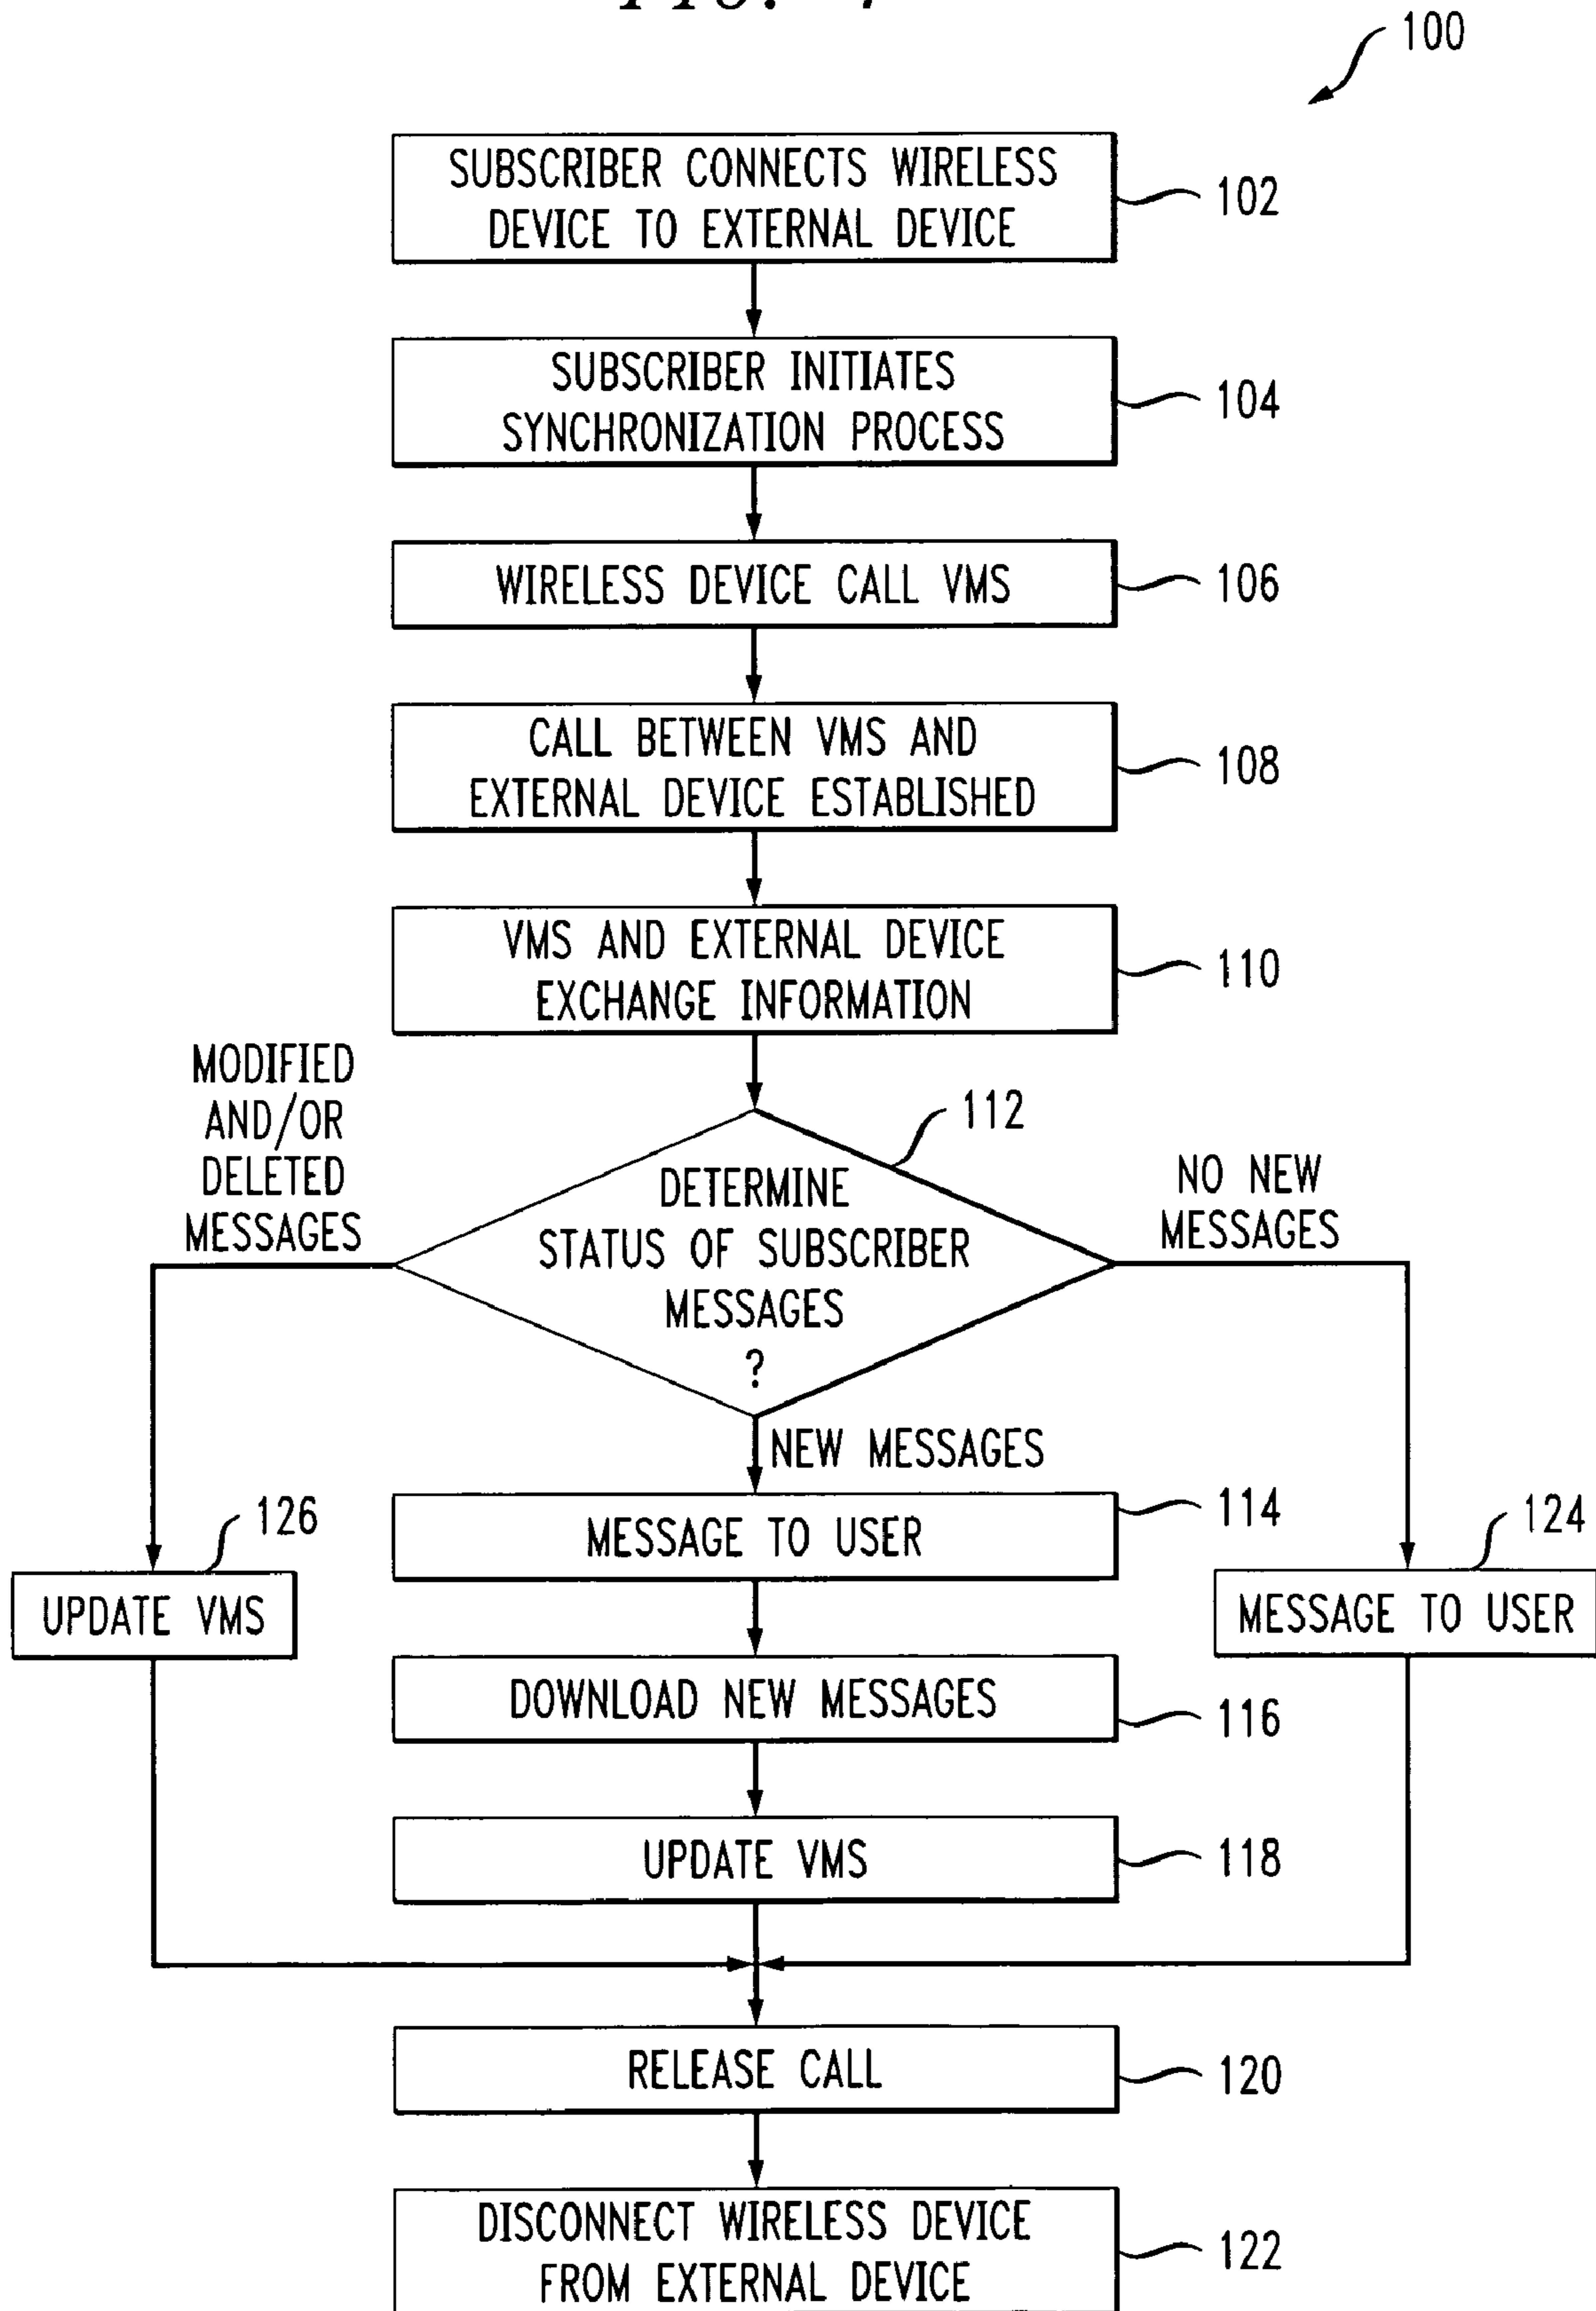 100
SUBSCRIBER CONNECTS WIRELESS
DEVICE TO EXTERNAL DEVICE
102
SUBSCRIBER INITIATES
SYNCHRONIZATION PROCESS
104
WIRELESS DEVICE CALL VMS
106
CALL BETWEEN VMS AND
EXTERNAL DEVICE ESTABLISHED
108
VMS AND EXTERNAL DEVICE
EXCHANGE INFORMATION
110
MODIFIED
AND/OR
DELETED
MESSAGES
112
DETERMINE
STATUS OF SUBSCRIBER
MESSAGES
?
NO NEW
MESSAGES
NEW MESSAGES
126
UPDATE VMS
MESSAGE TO USER
114
124
MESSAGE TO USER
DOWNLOAD NEW MESSAGES
116
UPDATE VMS
118
RELEASE CALL
120
DISCONNECT WIRELESS DEVICE
FROM EXTERNAL DEVICE
122